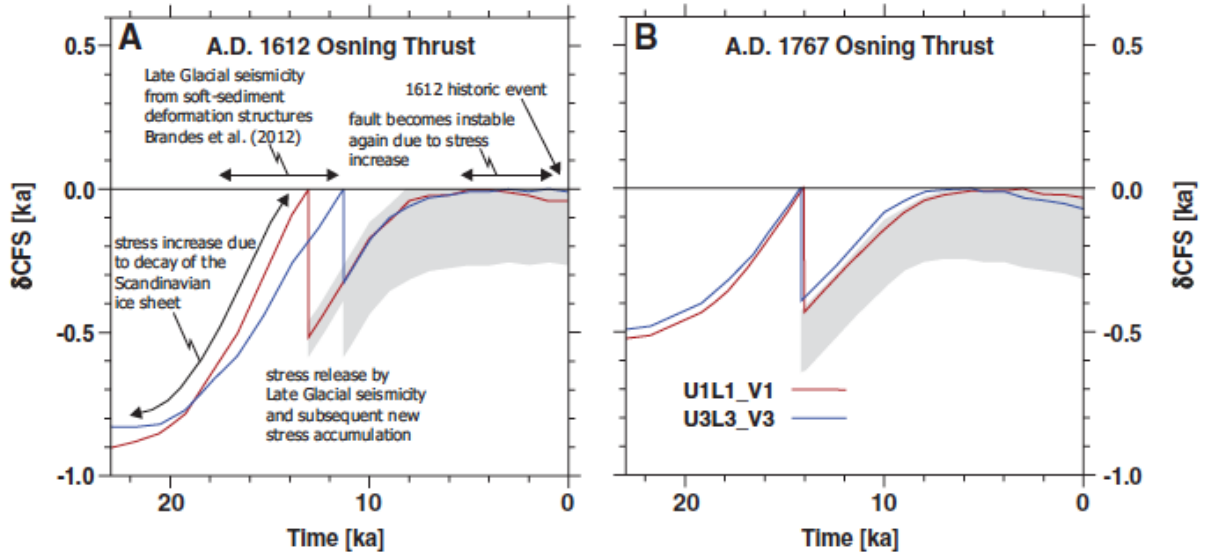 A
A.D. 1612 Osning Thrust
Late Glacial seismicity
from soft-sediment
deformation structures
Brandes et al. (2012)
1612 historic event
fault becomes instable
again due to stress
increase
stress increase due
to decay of the
Scandinavian
ice sheet
stress release by
Late Glacial seismicity
and subsequent new
stress accumulation
0.5
0.0
-0.5
-1.0
δCFS [ka]
20 10 0
Time [ka]
B
A.D. 1767 Osning Thrust
U1L1_V1
U3L3_V3
0.5
0.0
-0.5
-1.0
δCFS [ka]
20 10 0
Time [ka]